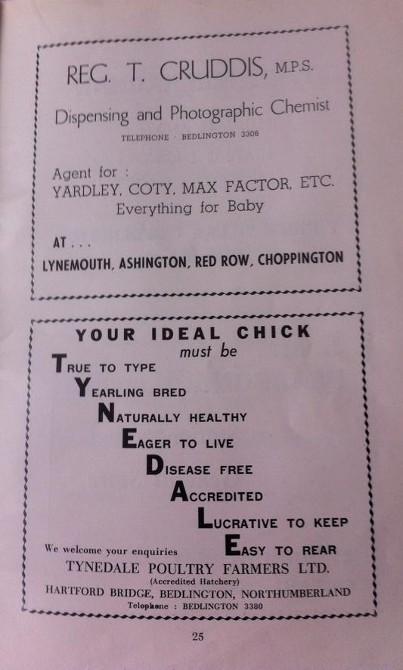 REG. T. CRUDDIS, M.P.S.
Dispensing and Photographic Chemist
TELEPHONE - BEDLINGTON 3306
Agent for :
YARDLEY, COTY, MAX FACTOR, ETC.
Everything for Baby
AT . . .
LYNEMOUTH, ASHINGTON, RED ROW, CHOPPINGTON
YOUR IDEAL CHICK
must be
TRUE TO TYPE
YEARLING BRED
NATURALLY HEALTHY
EAGER TO LIVE
DISEASE FREE
ACCREDITED
LUCRATIVE TO KEEP
We welcome your enquiries EASY TO REAR
TYNEDALE POULTRY FARMERS LTD.
(Accredited Hatchery)
HARTFORD BRIDGE, BEDLINGTON, NORTHUMBERLAND
Telephone : BEDLINGTON 3380
25